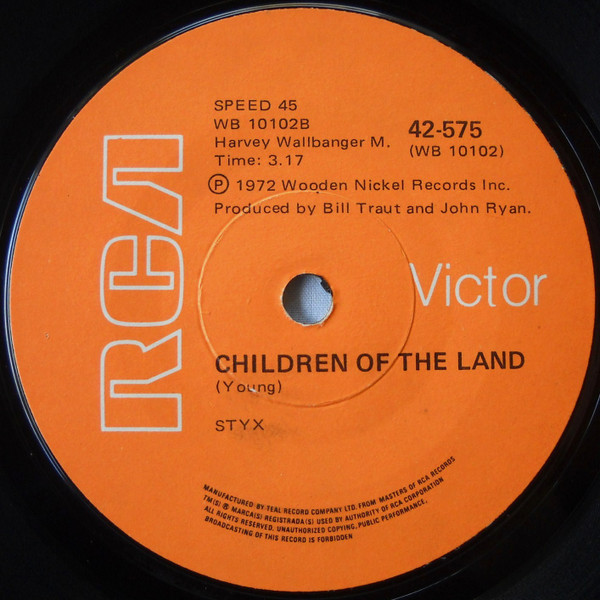 SPEED 45
WB 10102B
Harvey Wallbanger M.
Time: 3.17
42-575
(WB 10102)
Ⓟ 1972 Wooden Nickel Records Inc.
Produced by Bill Traut and John Ryan.
RCA
Victor
CHILDREN OF THE LAND
(Young)
STYX
MANUFACTURED BY TEAL RECORD COMPANY LTD. FROM MASTERS OF RCA RECORDS
TM(S) ® MARCA(S) REGISTRADA(S) USED BY AUTHORITY OF RCA CORPORATION
ALL RIGHTS RESERVED. UNAUTHORIZED COPYING, PUBLIC PERFORMANCE,
BROADCASTING OF THIS RECORD IS FORBIDDEN